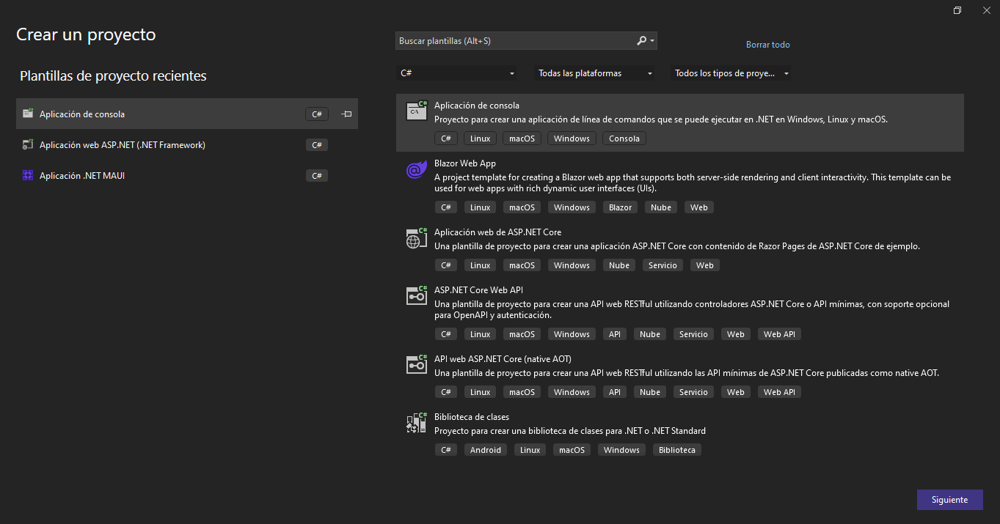 Crear un proyecto
Plantillas de proyecto recientes
Aplicación de consola C#
Aplicación web ASP.NET (.NET Framework) C#
Aplicación .NET MAUI C#
Buscar plantillas (Alt+S)
Borrar todo
C# Todas las plataformas Todos los tipos de proye...
C# C:\ Aplicación de consola
Proyecto para crear una aplicación de línea de comandos que se puede ejecutar en .NET en Windows, Linux y macOS.
C# Linux macOS Windows Consola
Blazor Web App
A project template for creating a Blazor web app that supports both server-side rendering and client interactivity. This template can be
used for web apps with rich dynamic user interfaces (UIs).
C# Linux macOS Windows Blazor Nube Web
C# Aplicación web de ASP.NET Core
Una plantilla de proyecto para crear una aplicación ASP.NET Core con contenido de Razor Pages de ASP.NET Core de ejemplo.
C# Linux macOS Windows Nube Servicio Web
C# ASP.NET Core Web API
Una plantilla de proyecto para crear una API web RESTful utilizando controladores ASP.NET Core o API mínimas, con soporte opcional
para OpenAPI y autenticación.
C# Linux macOS Windows API Nube Servicio Web Web API
C# API web ASP.NET Core (native AOT)
Una plantilla de proyecto para crear una API web RESTful utilizando las API mínimas de ASP.NET Core publicadas como native AOT.
C# Linux macOS Windows API Nube Servicio Web Web API
C# Biblioteca de clases
Proyecto para crear una biblioteca de clases para .NET o .NET Standard
C# Android Linux macOS Windows Biblioteca
Siguiente